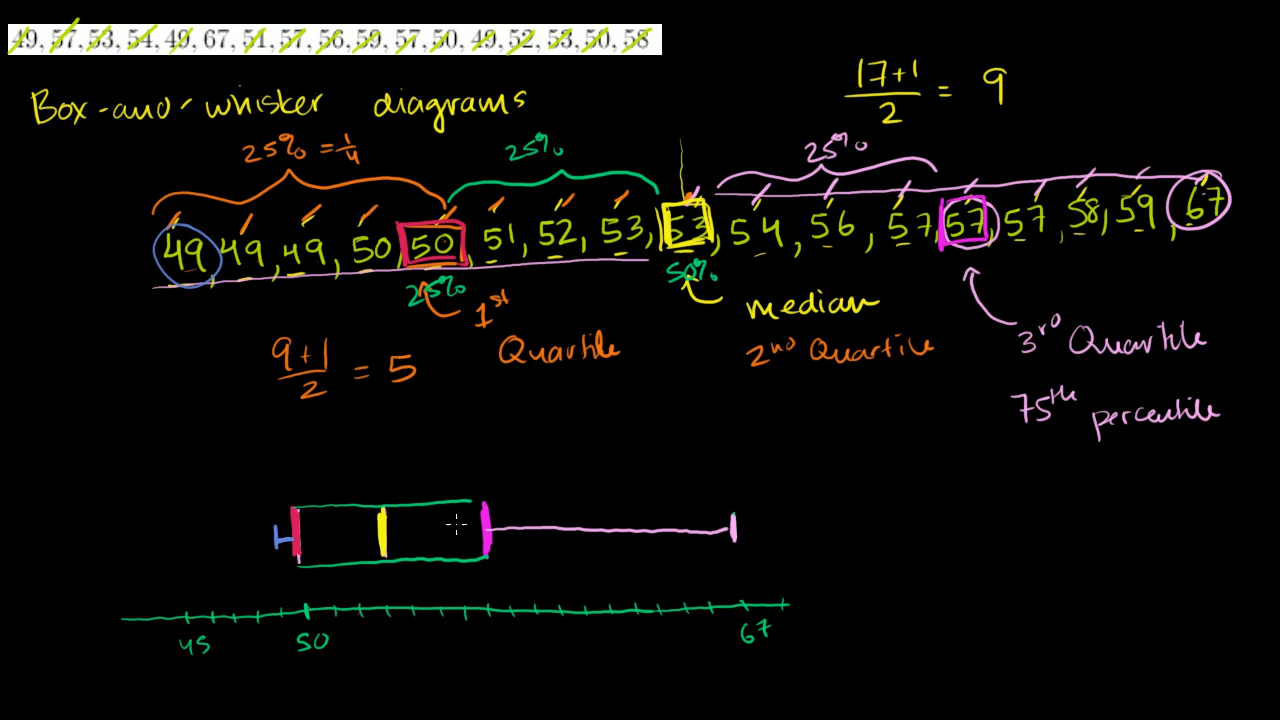 49, 57, 53, 54, 49, 67, 51, 57, 56, 59, 57, 50, 49, 52, 53, 50, 58
17+1
2
= 9
Box-and-whisker diagrams
25% = 1/4
25%
25%
49, 49, 49, 50, 50, 51, 52, 53, 53, 54, 56, 57, 57, 57, 58, 59, 67
25%
50%
1st Quartile
median
2nd Quartile
3rd Quartile
75th percentile
9+1
2
= 5
45 50 67